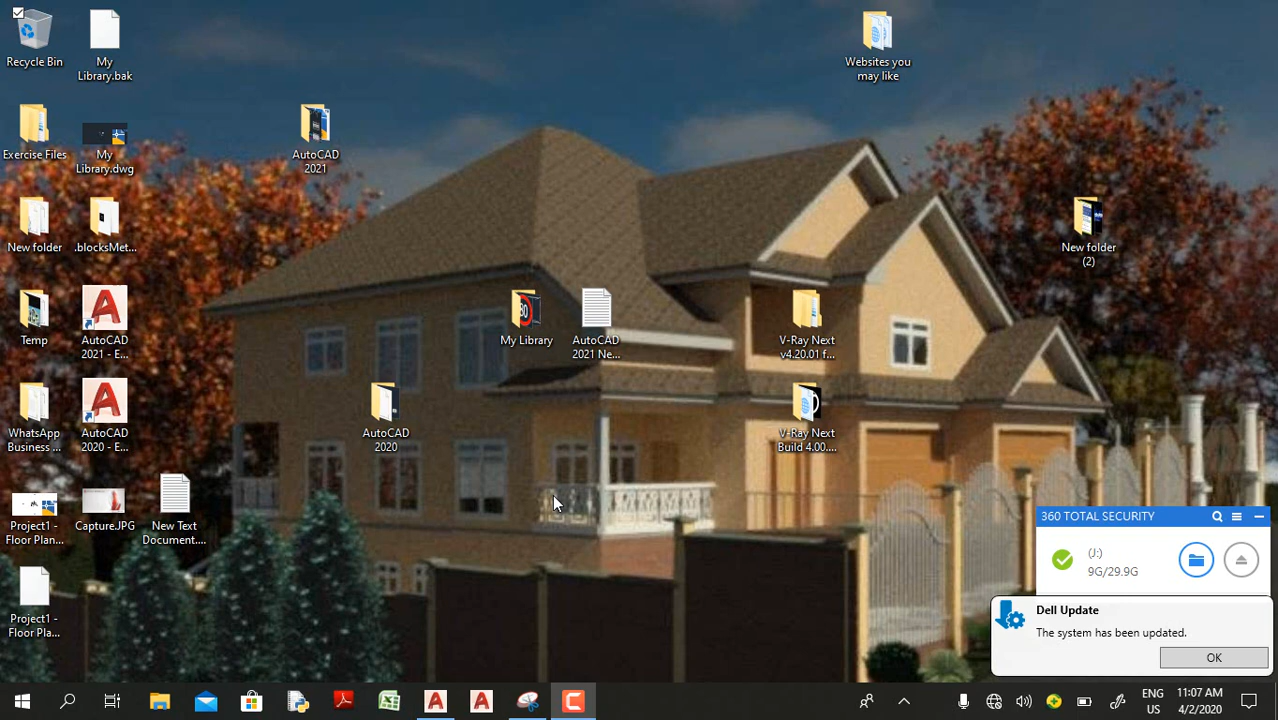 Recycle Bin
My
Library.bak
Websites you
may like
Exercise Files
My
Library.dwg
AutoCAD
2021
New folder
.blocksMet...
New folder
(2)
Temp
AutoCAD
2021 - E...
My Library
AutoCAD
2021 Ne...
V-Ray Next
v4.20.01 f...
WhatsApp
Business ...
AutoCAD
2020 - E...
AutoCAD
2020
V-Ray Next
Build 4.00....
Project1 -
Floor Plan...
Capture.JPG
New Text
Document....
Project1 -
Floor Pla...
360 TOTAL SECURITY
(J:)
9G/29.9G
Dell Update
The system has been updated.
OK
ENG
US
11:07 AM
4/2/2020